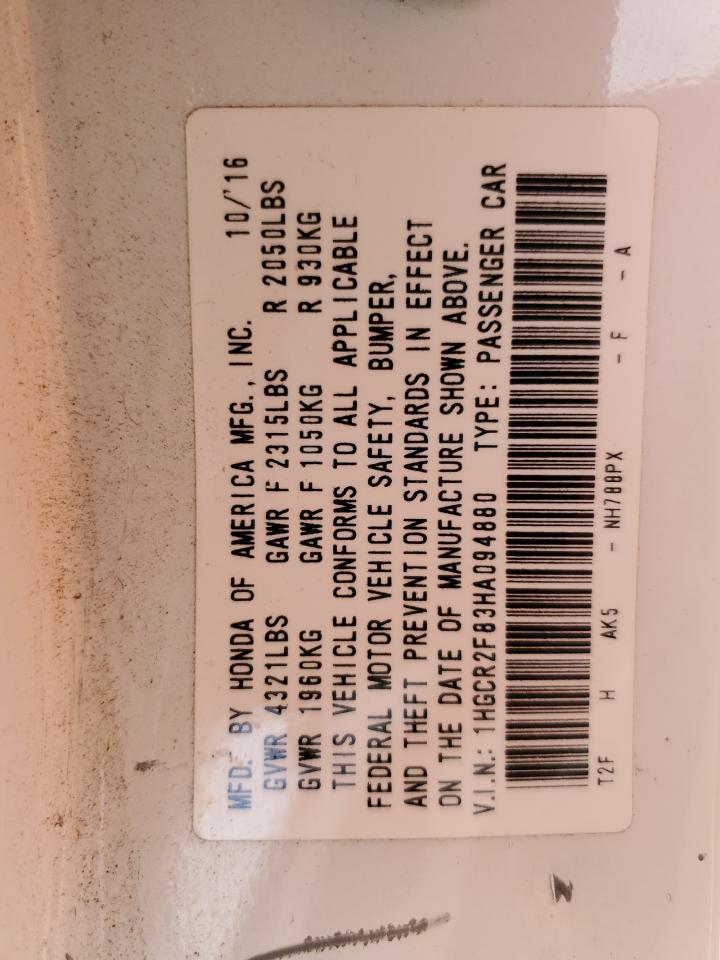 MFD. BY HONDA OF AMERICA MFG., INC. 10/'16
GVWR 4321LBS GAWR F 2315LBS R 2050LBS
GVWR 1960KG GAWR F 1050KG R 930KG
THIS VEHICLE CONFORMS TO ALL APPLICABLE
FEDERAL MOTOR VEHICLE SAFETY, BUMPER,
AND THEFT PREVENTION STANDARDS IN EFFECT
ON THE DATE OF MANUFACTURE SHOWN ABOVE.
V.I.N.: 1HGCR2F83HA094880 TYPE: PASSENGER CAR
T2F H AK5 - NH788PX - F - A